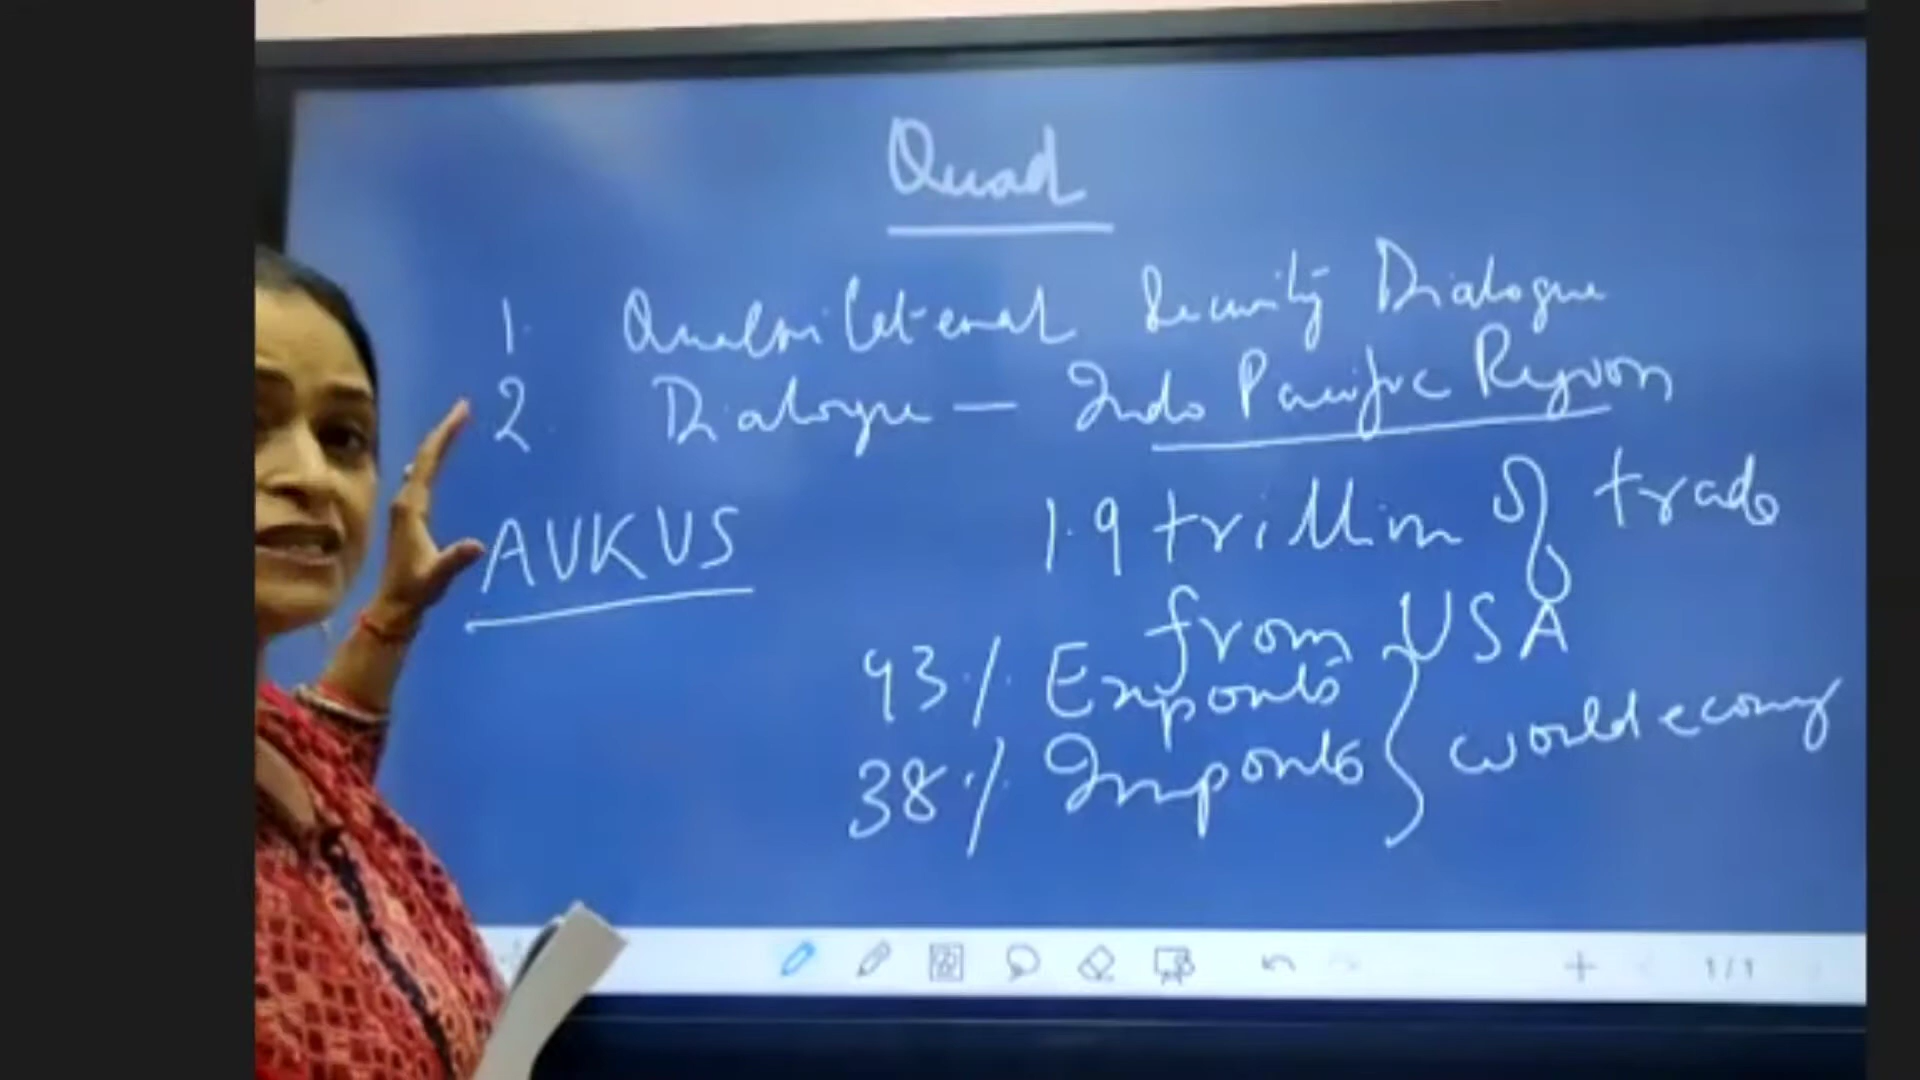 Quad
1. Quadrilateral Security Dialogue
2. Dialogue — Indo Pacific Region
AUKUS
1.9 trillion of trade
from USA
43% Exports
38% Imports } world economy
1/1